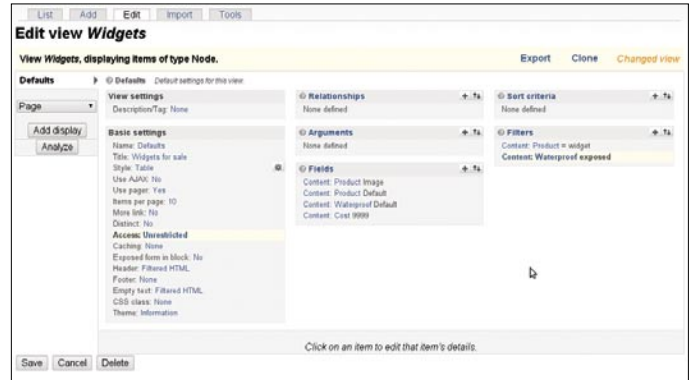 List Add Edit Import Tools
Edit view Widgets
View Widgets, displaying items of type Node.
Export Clone Changed view
Defaults
Page
Add display
Analyze
Defaults Default settings for this view.
View settings
Description/Tag: None
Basic settings
Name: Defaults
Title: Widgets for sale
Style: Table
Use AJAX: No
Use pager: Yes
Items per page: 10
More link: No
Distinct: No
Access: Unrestricted
Caching: None
Exposed form in block: No
Header: Filtered HTML
Footer: None
Empty text: Filtered HTML
CSS class: None
Theme: Information
Relationships
None defined
Arguments
None defined
Fields
Content: Product Image
Content: Product Default
Content: Waterproof Default
Content: Cost 9999
Sort criteria
None defined
Filters
Content: Product = widget
Content: Waterproof exposed
Click on an item to edit that item's details.
Save Cancel Delete